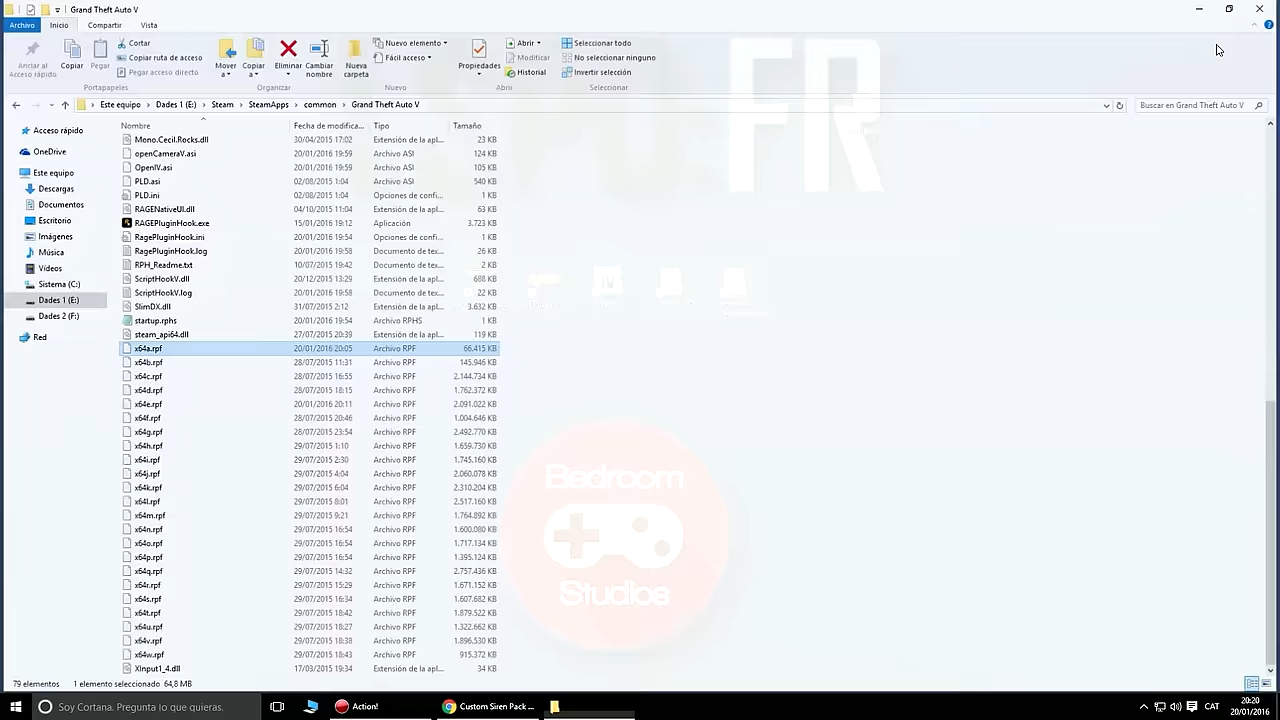 Grand Theft Auto V
Archivo Inicio Compartir Vista
Anclar al Acceso rápido
Copiar
Pegar
Cortar
Copiar ruta de acceso
Pegar acceso directo
Portapapeles
Mover a
Copiar a
Eliminar
Cambiar nombre
Organizar
Nueva carpeta
Nuevo elemento
Fácil acceso
Nuevo
Propiedades
Abrir
Modificar
Historial
Abrir
Seleccionar todo
No seleccionar ninguno
Invertir selección
Seleccionar
FR
Este equipo > Dades 1 (E:) > Steam > SteamApps > common > Grand Theft Auto V
Buscar en Grand Theft Auto V
Acceso rápido
OneDrive
Este equipo
Descargas
Documentos
Escritorio
Imágenes
Música
Vídeos
Sistema (C:)
Dades 1 (E:)
Dades 2 (F:)
Red
Nombre Fecha de modifica... Tipo Tamaño
Mono.Cecil.Rocks.dll 30/04/2015 17:02 Extensión de la apl... 23 KB
openCameraV.asi 20/01/2016 19:59 Archivo ASI 124 KB
OpenIV.asi 20/01/2016 19:59 Archivo ASI 105 KB
PLD.asi 02/08/2015 1:04 Archivo ASI 540 KB
PLD.ini 02/08/2015 1:04 Opciones de confi... 1 KB
RAGENativeUI.dll 04/10/2015 11:04 Extensión de la apl... 63 KB
RAGEPluginHook.exe 15/01/2016 19:12 Aplicación 3.723 KB
RagePluginHook.ini 20/01/2016 19:54 Opciones de confi... 1 KB
RagePluginHook.log 20/01/2016 19:58 Documento de tex... 26 KB
RPH_Readme.txt 10/07/2015 19:42 Documento de tex... 2 KB
ScriptHookV.dll 20/12/2015 13:29 Extensión de la apl... 688 KB
ScriptHookV.log 20/01/2016 19:58 Documento de tex... 22 KB
SlimDX.dll 31/07/2015 2:12 Extensión de la apl... 3.632 KB
startup.rphs 20/01/2016 19:54 Archivo RPHS 1 KB
steam_api64.dll 27/07/2015 20:39 Extensión de la apl... 119 KB
x64a.rpf 20/01/2016 20:05 Archivo RPF 66.415 KB
x64b.rpf 28/07/2015 11:31 Archivo RPF 145.946 KB
x64c.rpf 28/07/2015 16:55 Archivo RPF 2.144.734 KB
x64d.rpf 28/07/2015 18:15 Archivo RPF 1.762.372 KB
x64e.rpf 20/01/2016 20:11 Archivo RPF 2.091.022 KB
x64f.rpf 28/07/2015 20:46 Archivo RPF 1.004.646 KB
x64g.rpf 28/07/2015 23:54 Archivo RPF 2.492.770 KB
x64h.rpf 29/07/2015 1:10 Archivo RPF 1.659.730 KB
x64i.rpf 29/07/2015 2:30 Archivo RPF 1.745.160 KB
x64j.rpf 29/07/2015 4:04 Archivo RPF 2.060.078 KB
x64k.rpf 29/07/2015 6:04 Archivo RPF 2.310.204 KB
x64l.rpf 29/07/2015 8:01 Archivo RPF 2.517.160 KB
x64m.rpf 29/07/2015 9:21 Archivo RPF 1.764.892 KB
x64n.rpf 29/07/2015 16:54 Archivo RPF 1.600.080 KB
x64o.rpf 29/07/2015 16:54 Archivo RPF 1.717.134 KB
x64p.rpf 29/07/2015 16:54 Archivo RPF 1.395.124 KB
x64q.rpf 29/07/2015 14:32 Archivo RPF 2.757.436 KB
x64r.rpf 29/07/2015 15:29 Archivo RPF 1.671.152 KB
x64s.rpf 29/07/2015 16:54 Archivo RPF 1.607.682 KB
x64t.rpf 29/07/2015 18:42 Archivo RPF 1.879.522 KB
x64u.rpf 29/07/2015 18:27 Archivo RPF 1.322.662 KB
x64v.rpf 29/07/2015 18:38 Archivo RPF 1.896.530 KB
x64w.rpf 29/07/2015 18:43 Archivo RPF 915.372 KB
XInput1_4.dll 17/03/2015 19:34 Extensión de la apl... 34 KB
IV
Bedroom
Studios
79 elementos 1 elemento seleccionado 64,8 MB
Soy Cortana. Pregunta lo que quieras.
Action!
Custom Siren Pack ...
CAT
20:20
20/01/2016